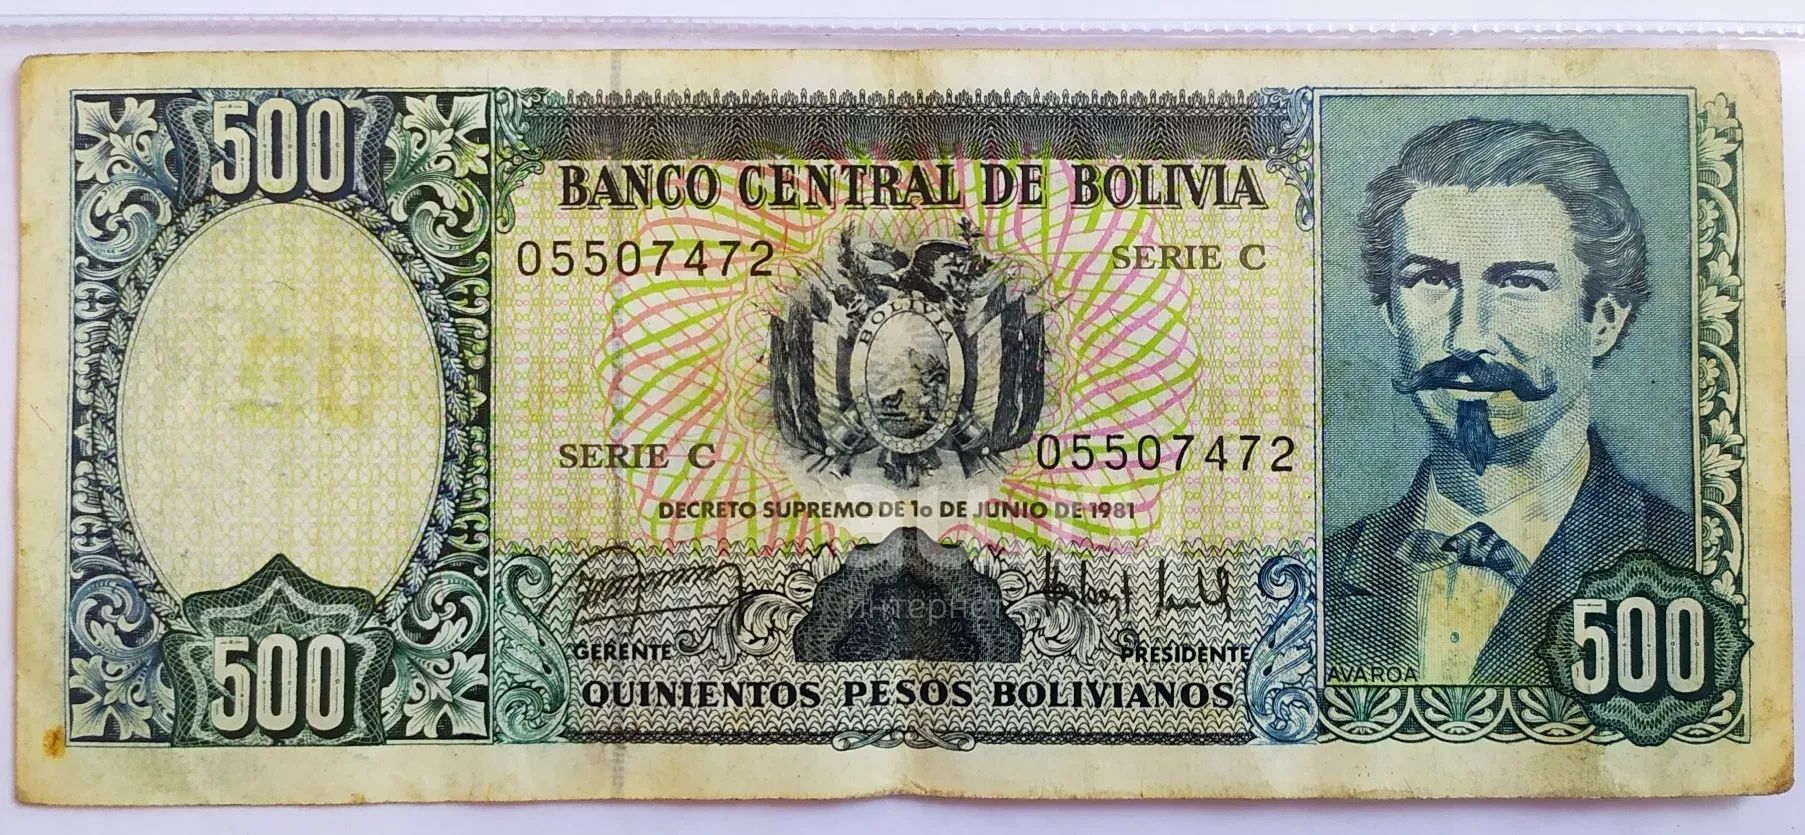 500
BANCO CENTRAL DE BOLIVIA
05507472
SERIE C
BOLIVIA
SERIE C
05507472
DECRETO SUPREMO DE 1o DE JUNIO DE 1981
интернет
GERENTE
PRESIDENTE
AVAROA
500
QUINIENTOS PESOS BOLIVIANOS
500